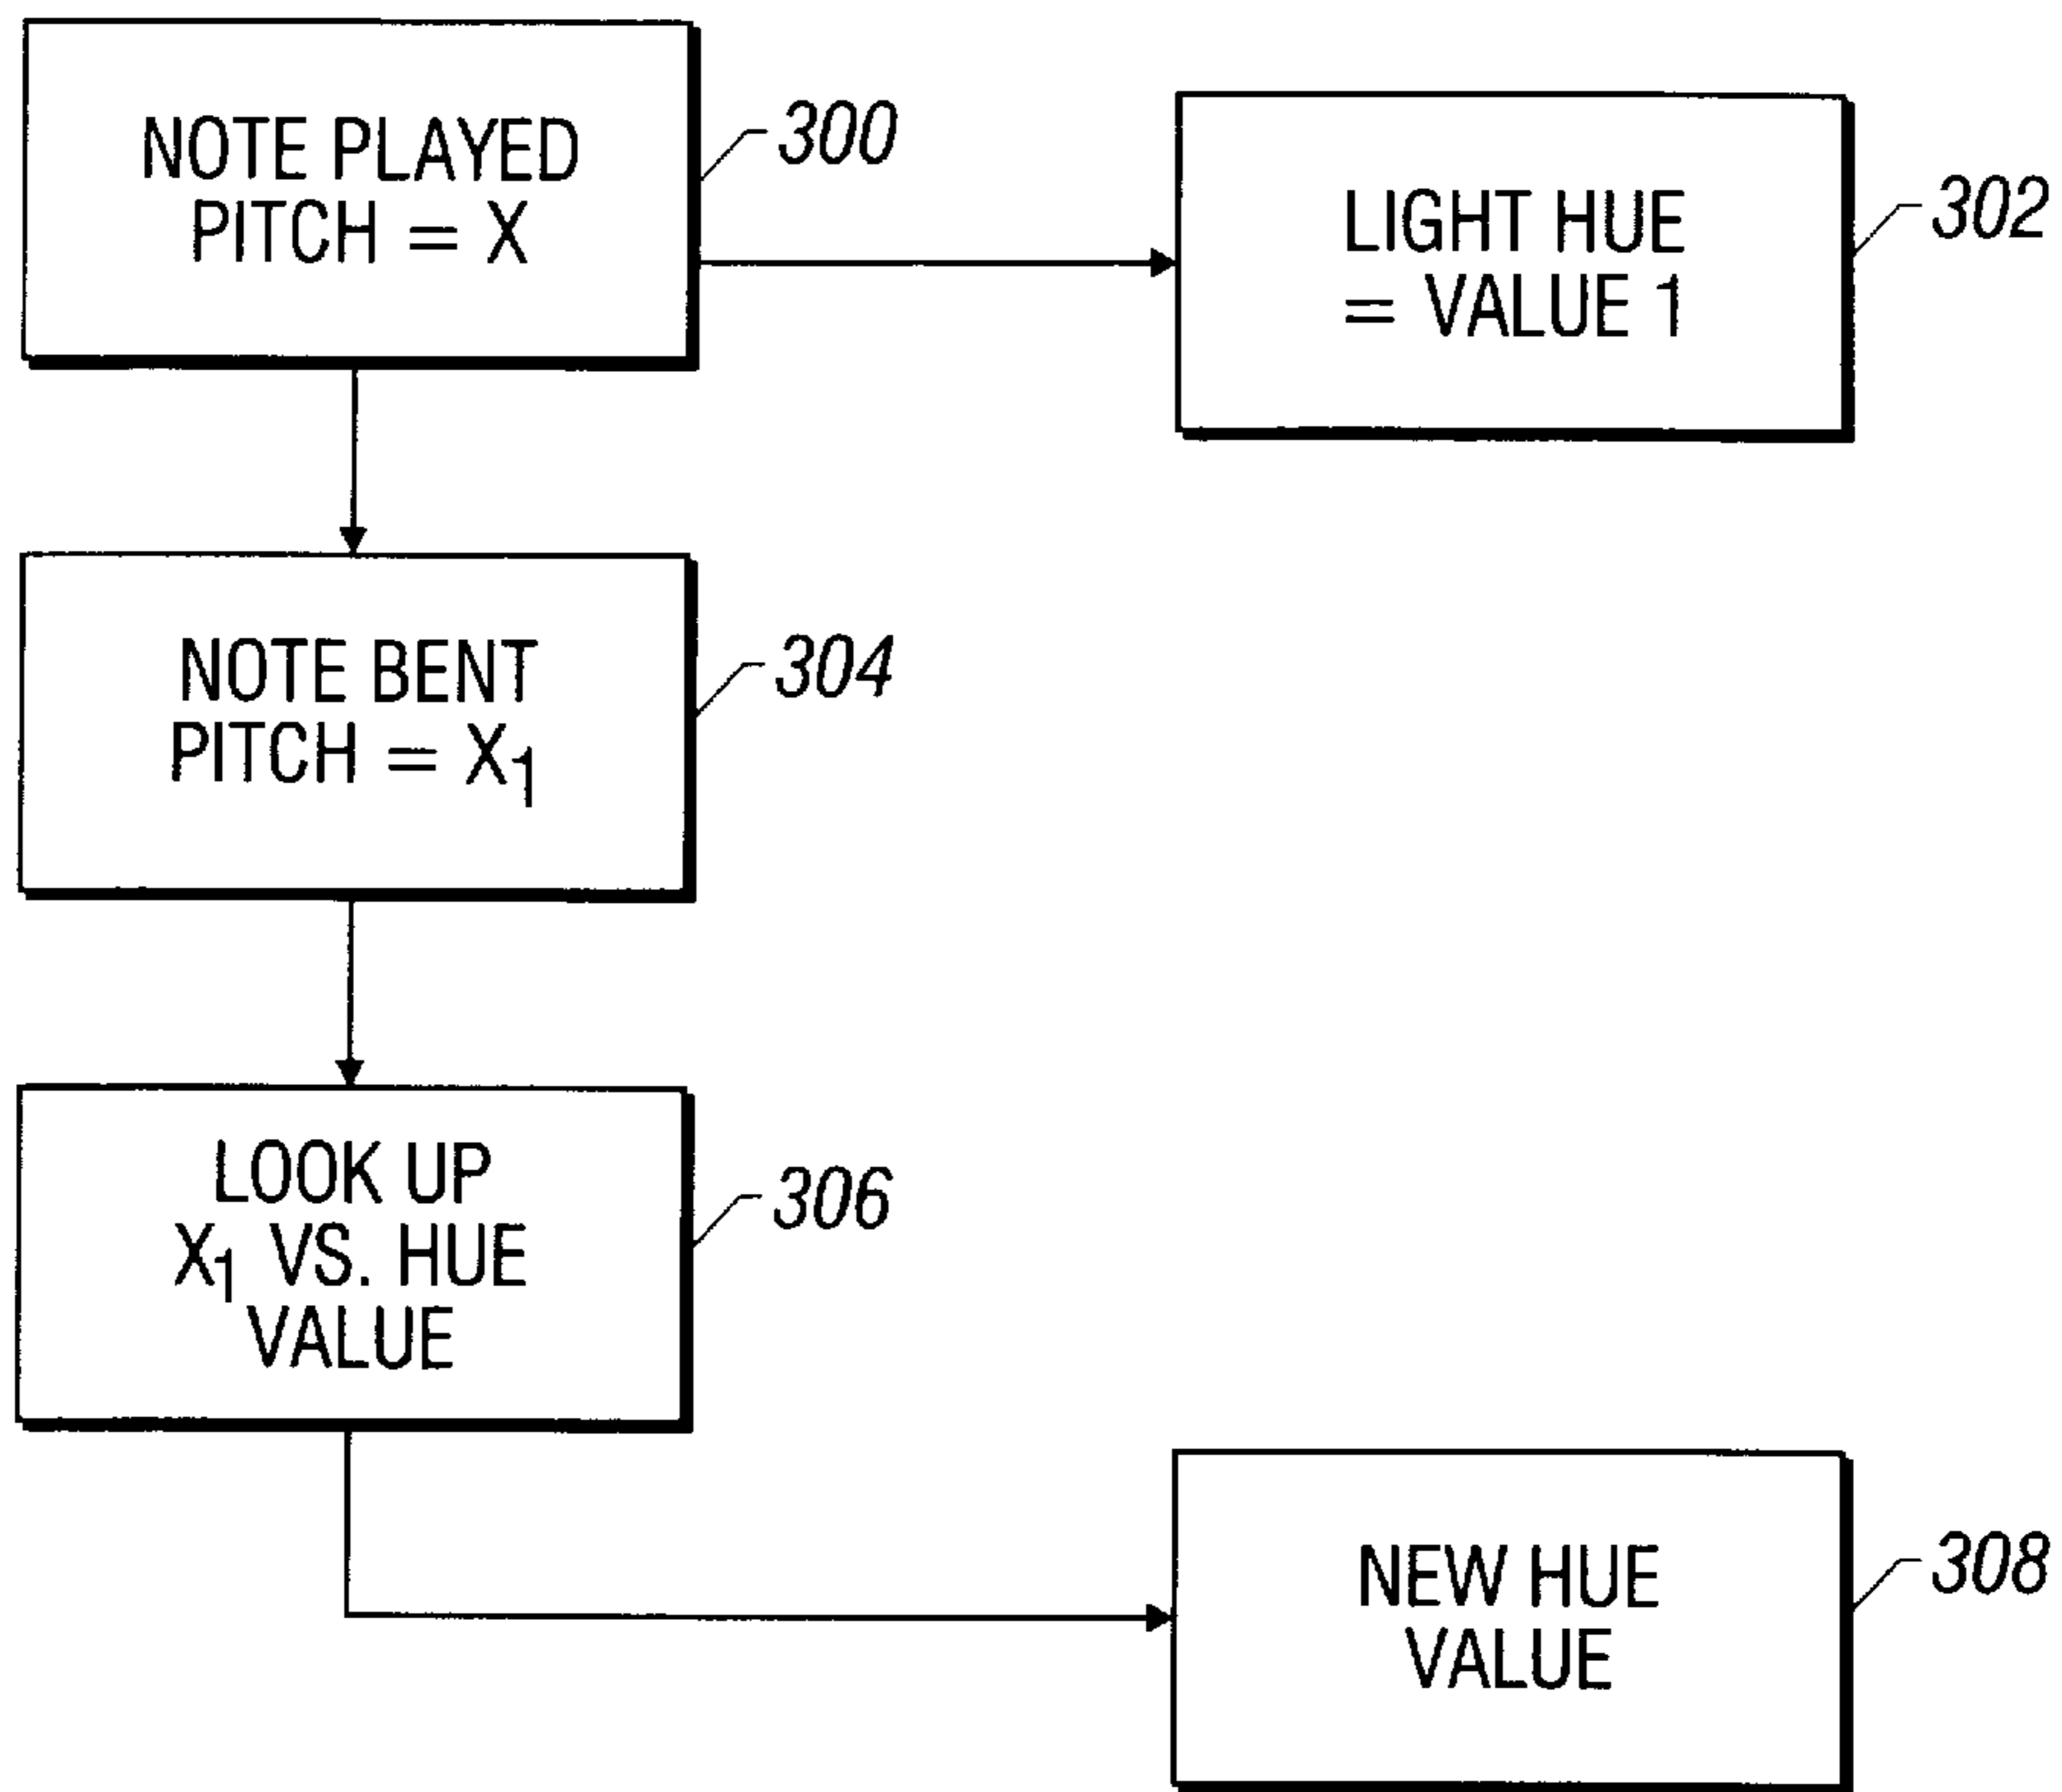 NOTE PLAYED
PITCH = X
300
LIGHT HUE
= VALUE 1
302
NOTE BENT
PITCH = X₁
304
LOOK UP
X₁ VS. HUE
VALUE
306
NEW HUE
VALUE
308